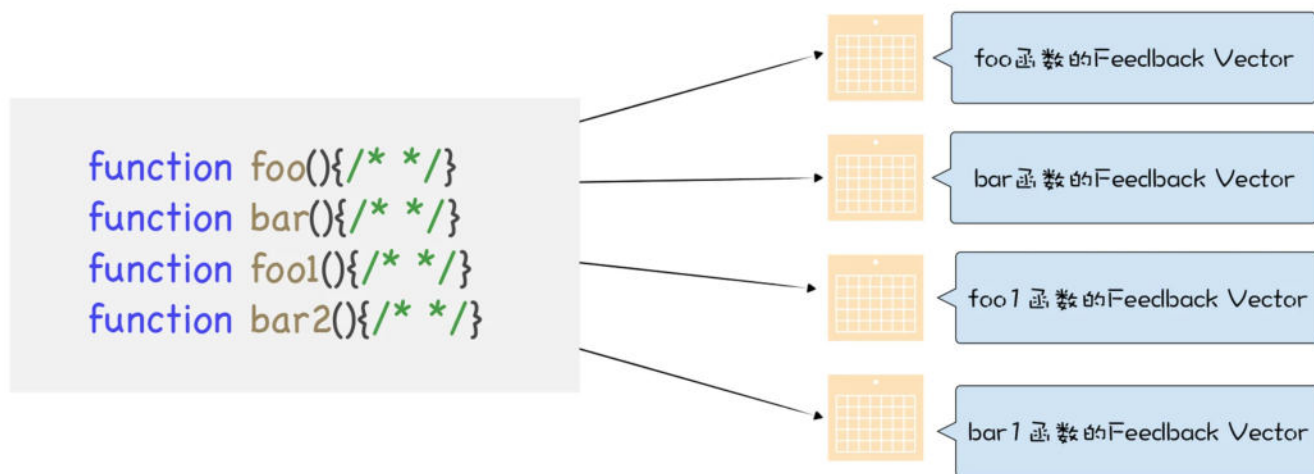 function foo(){/* */}
function bar(){/* */}
function foo1(){/* */}
function bar2(){/* */}
foo函数的Feedback Vector
bar函数的Feedback Vector
foo1函数的Feedback Vector
bar1函数的Feedback Vector